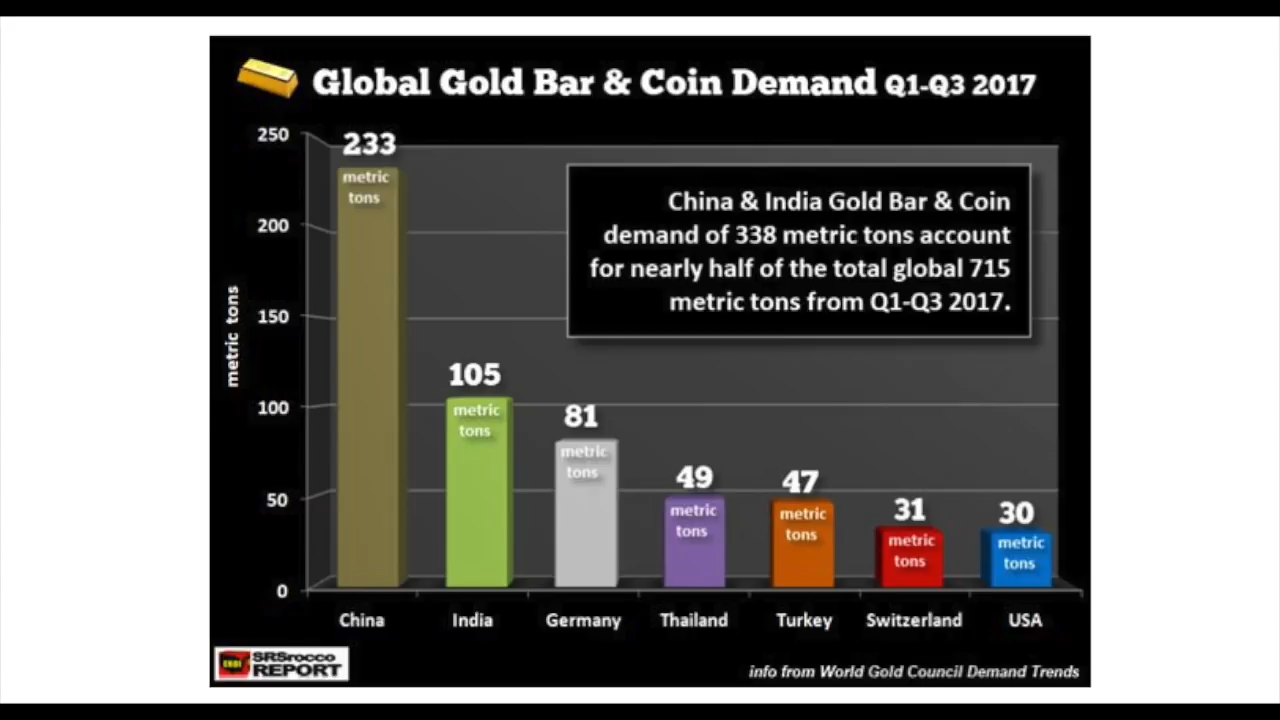 Global Gold Bar & Coin Demand Q1-Q3 2017
250
200
150
100
50
0
metric tons
233
metric
tons
105
metric
tons
81
metric
tons
49
metric
tons
47
metric
tons
31
metric
tons
30
metric
tons
China & India Gold Bar & Coin
demand of 338 metric tons account
for nearly half of the total global 715
metric tons from Q1-Q3 2017.
China India Germany Thailand Turkey Switzerland USA
SRSrocco
REPORT
info from World Gold Council Demand Trends